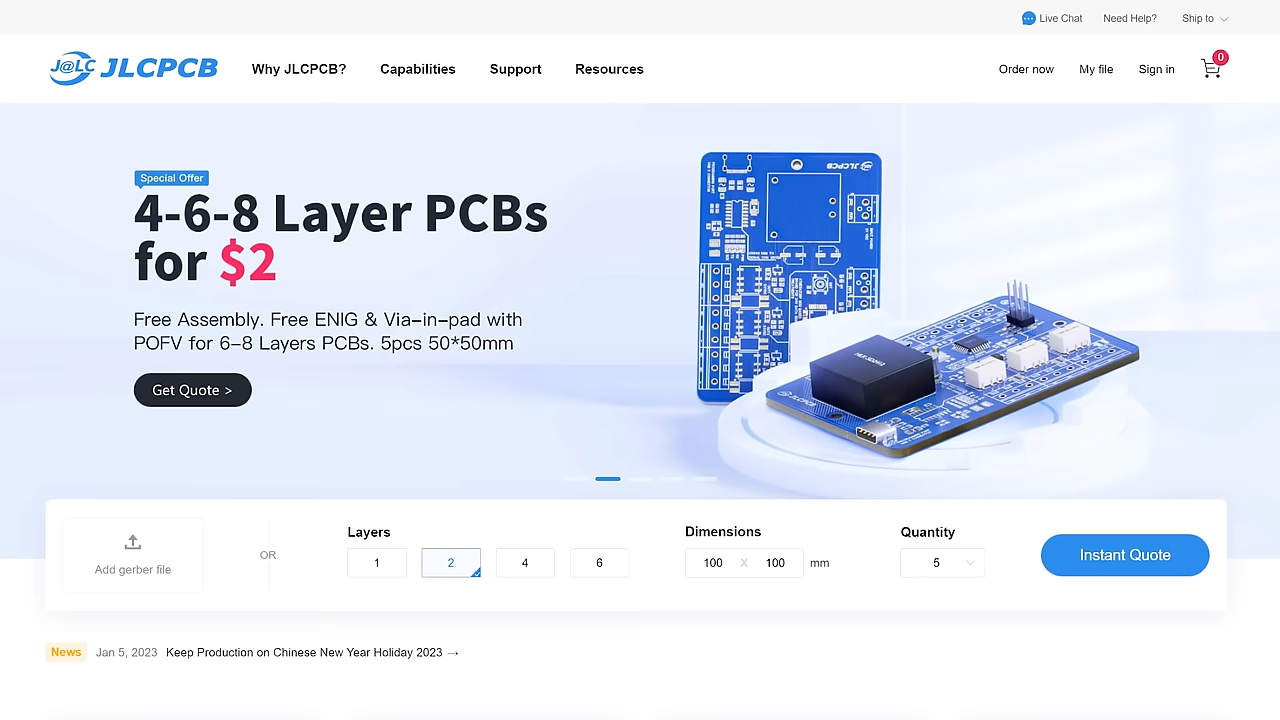 Live Chat
Need Help?
Ship to
J@LC JLCPCB
Why JLCPCB?
Capabilities
Support
Resources
Order now
My file
Sign in
0
Special Offer
4-6-8 Layer PCBs
for $2
Free Assembly. Free ENIG & Via-in-pad with
POFV for 6-8 Layers PCBs. 5pcs 50*50mm
Get Quote >
JLCPCB
JLCPCB
Add gerber file
OR
Layers
1
2
4
6
Dimensions
100 X 100 mm
Quantity
5
Instant Quote
News Jan 5, 2023 Keep Production on Chinese New Year Holiday 2023 →